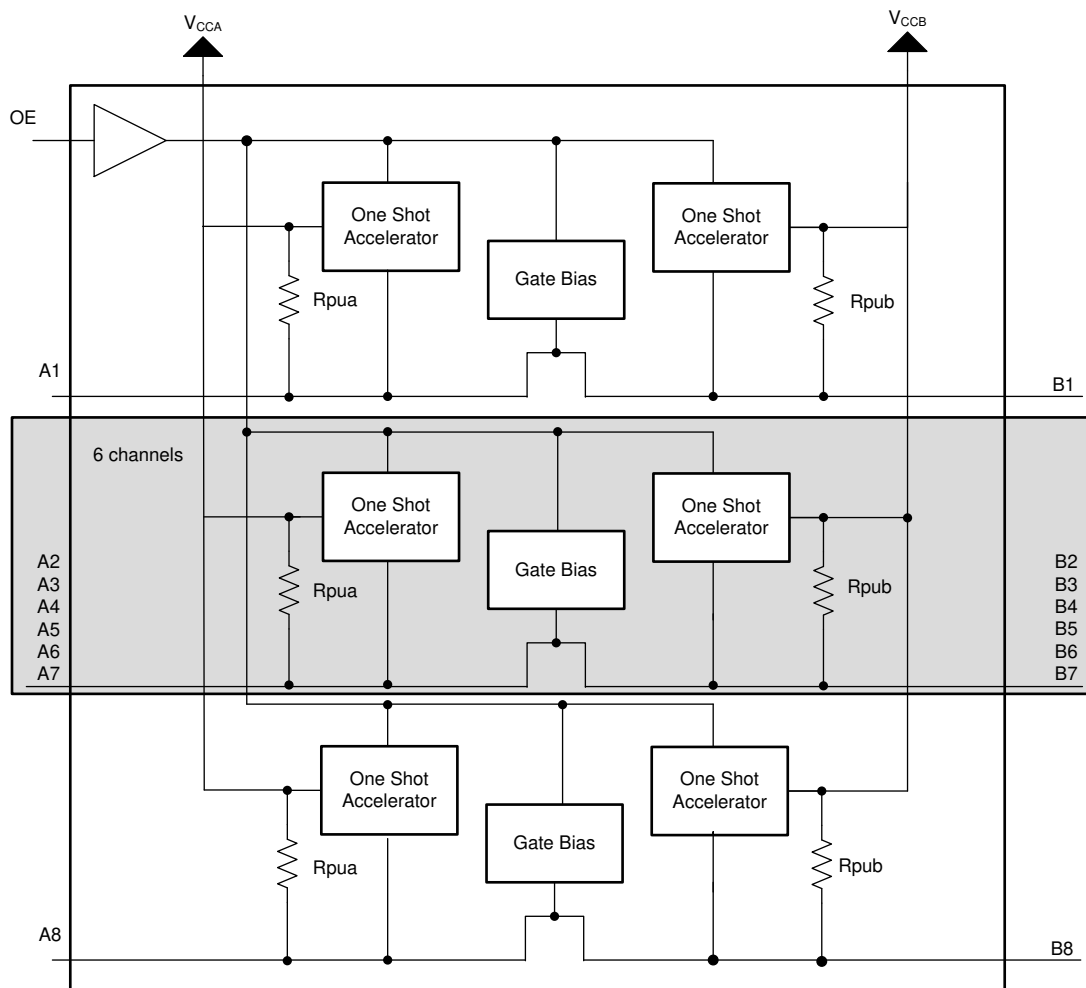 VCCA
VCCB
OE
One Shot
Accelerator
One Shot
Accelerator
Gate Bias
Rpua
Rpub
A1
B1
6 channels
One Shot
Accelerator
One Shot
Accelerator
Gate Bias
Rpua
Rpub
A2
A3
A4
A5
A6
A7
B2
B3
B4
B5
B6
B7
One Shot
Accelerator
One Shot
Accelerator
Gate Bias
Rpua
Rpub
A8
B8